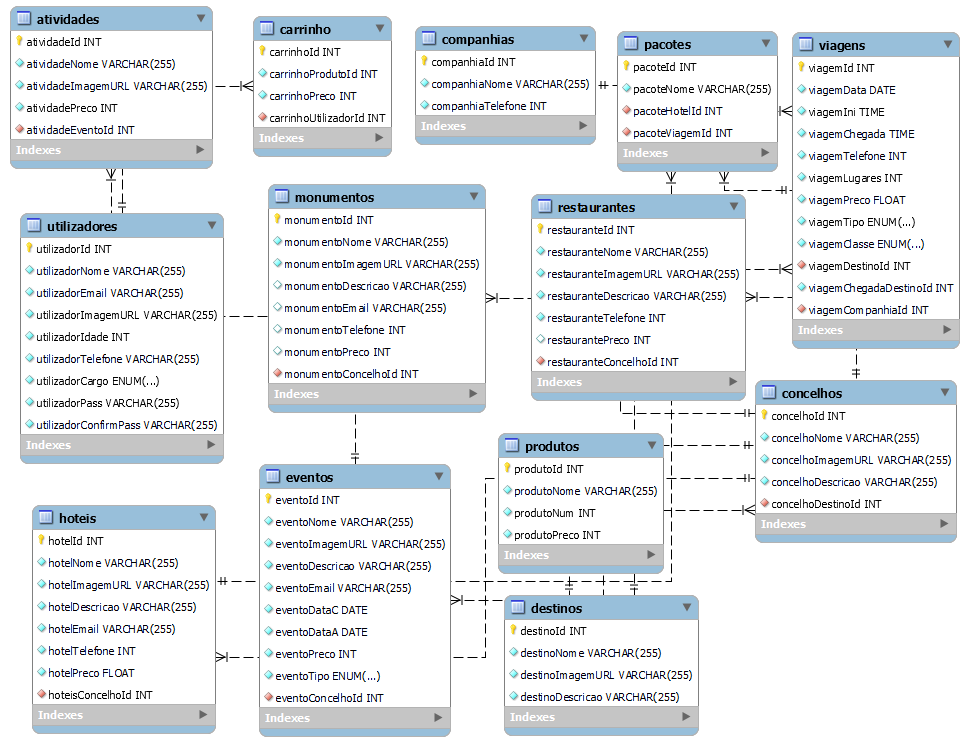 atividades
atividadeId INT
atividadeNome VARCHAR(255)
atividadeImagemURL VARCHAR(255)
atividadePreco INT
atividadeEventoId INT
Indexes
carrinho
carrinhoId INT
carrinhoProdutoId INT
carrinhoPreco INT
carrinhoUtilizadorId INT
Indexes
companhias
companhiaId INT
companhiaNome VARCHAR(255)
companhiaTelefone INT
Indexes
pacotes
pacoteId INT
pacoteNome VARCHAR(255)
pacoteHotelId INT
pacoteViagemId INT
Indexes
viagens
viagemId INT
viagemData DATE
viagemIni TIME
viagemChegada TIME
viagemTelefone INT
viagemLugares INT
viagemPreco FLOAT
viagemTipo ENUM(...)
viagemClasse ENUM(...)
viagemDestinoId INT
viagemChegadaDestinoId INT
viagemCompanhiaId INT
Indexes
utilizadores
utilizadorId INT
utilizadorNome VARCHAR(255)
utilizadorEmail VARCHAR(255)
utilizadorImagemURL VARCHAR(255)
utilizadorIdade INT
utilizadorTelefone VARCHAR(255)
utilizadorCargo ENUM(...)
utilizadorPass VARCHAR(255)
utilizadorConfirmPass VARCHAR(255)
Indexes
monumentos
monumentoId INT
monumentoNome VARCHAR(255)
monumentoImagemURL VARCHAR(255)
monumentoDescricao VARCHAR(255)
monumentoEmail VARCHAR(255)
monumentoTelefone INT
monumentoPreco INT
monumentoConcelhoId INT
Indexes
restaurantes
restauranteId INT
restauranteNome VARCHAR(255)
restauranteImagemURL VARCHAR(255)
restauranteDescricao VARCHAR(255)
restauranteTelefone INT
restaurantePreco INT
restauranteConcelhoId INT
Indexes
concelhos
concelhoId INT
concelhoNome VARCHAR(255)
concelhoImagemURL VARCHAR(255)
concelhoDescricao VARCHAR(255)
concelhoDestinoId INT
Indexes
produtos
produtoId INT
produtoNome VARCHAR(255)
produtoNum INT
produtoPreco INT
Indexes
eventos
eventoId INT
eventoNome VARCHAR(255)
eventoImagemURL VARCHAR(255)
eventoDescricao VARCHAR(255)
eventoEmail VARCHAR(255)
eventoDataC DATE
eventoDataA DATE
eventoPreco INT
eventoTipo ENUM(...)
eventoConcelhoId INT
Indexes
hoteis
hotelId INT
hotelNome VARCHAR(255)
hotelImagemURL VARCHAR(255)
hotelDescricao VARCHAR(255)
hotelEmail VARCHAR(255)
hotelTelefone INT
hotelPreco FLOAT
hoteisConcelhoId INT
Indexes
destinos
destinoId INT
destinoNome VARCHAR(255)
destinoImagemURL VARCHAR(255)
destinoDescricao VARCHAR(255)
Indexes